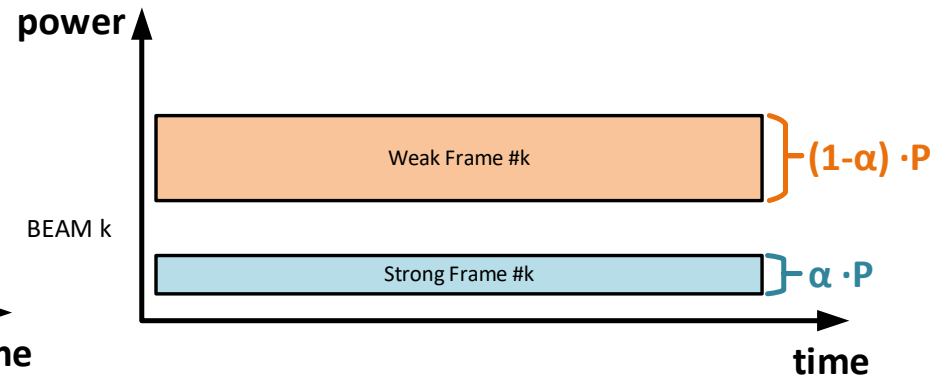 power
Weak Frame #k
(1-α) ·P
BEAM k
Strong Frame #k
α ·P
time